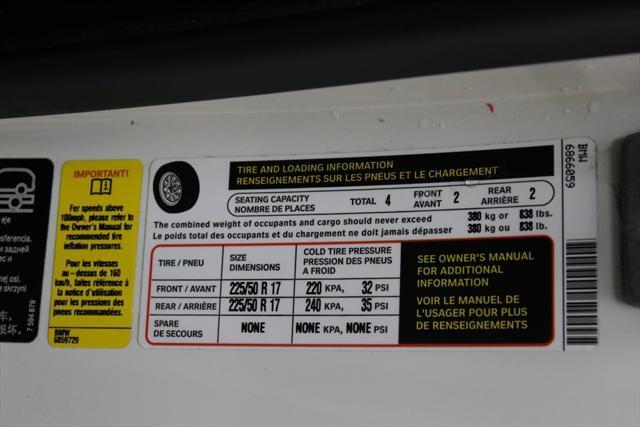 eje
sferencia.
7 594 879
IMPORTANT!
For speeds above
100mph, please refer to
the Owner's Manual for
recommended tire
inflation pressures.
Pour les vitesses
au-dessus de 160
km/h, faites référence à
la notice d'utilisation
pour les pressions des
pneus recommandés.
BMW
6859729
TIRE AND LOADING INFORMATION
RENSEIGNEMENTS SUR LES PNEUS ET LE CHARGEMENT
SEATING CAPACITY
NOMBRE DE PLACES
TOTAL 4
FRONT
AVANT 2
REAR
ARRIÈRE 2
The combined weight of occupants and cargo should never exceed 380 kg or 838 lbs.
Le poids total des occupants et du chargement ne doit jamais dépasser 380 kg ou 838 lb.
TIRE / PNEU
SIZE
DIMENSIONS
COLD TIRE PRESSURE
PRESSION DES PNEUS
A FROID
FRONT / AVANT 225/50 R 17 220 KPA, 32 PSI
REAR / ARRIÈRE 225/50 R 17 240 KPA, 35 PSI
SPARE
DE SECOURS
NONE NONE KPA, NONE PSI
SEE OWNER'S MANUAL
FOR ADDITIONAL
INFORMATION
VOIR LE MANUEL DE
L'USAGER POUR PLUS
DE RENSEIGNEMENTS
BMW
6866059